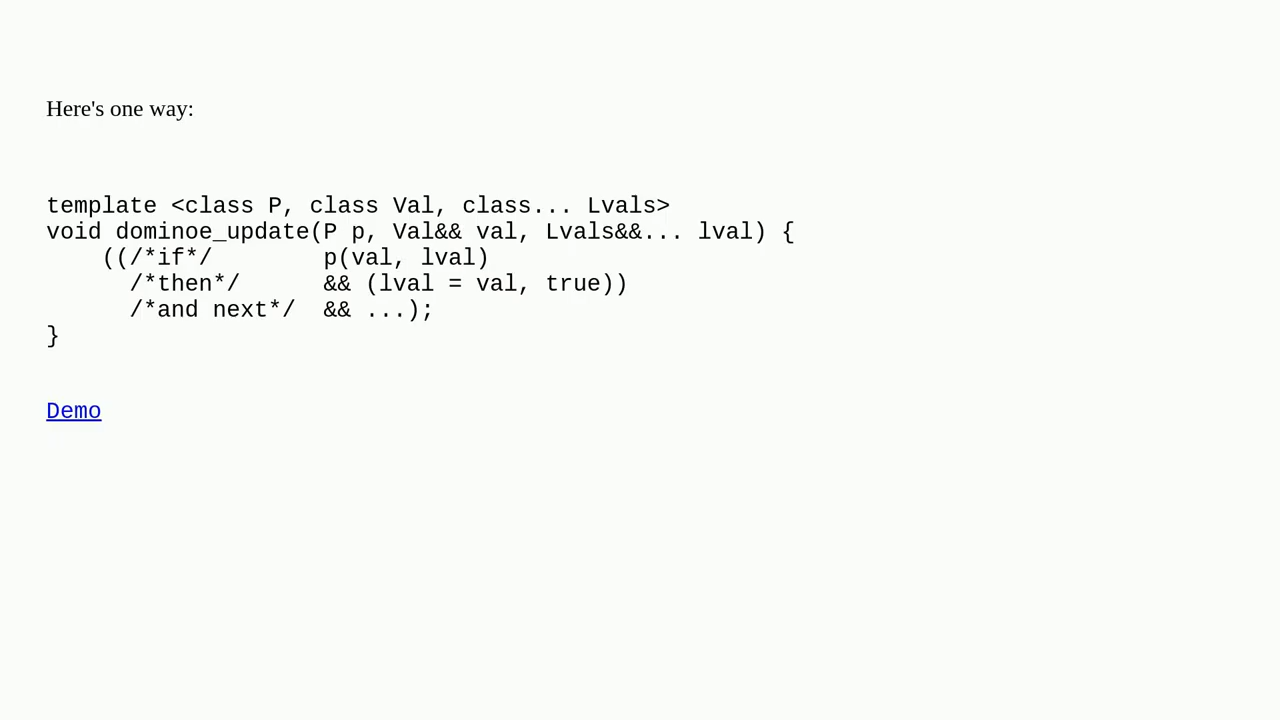 Here's one way:
template <class P, class Val, class... Lvals>
void dominoe_update(P p, Val&& val, Lvals&&... lval) {
    ((/*if*/        p(val, lval)
      /*then*/      && (lval = val, true))
      /*and next*/  && ...);
}
Demo